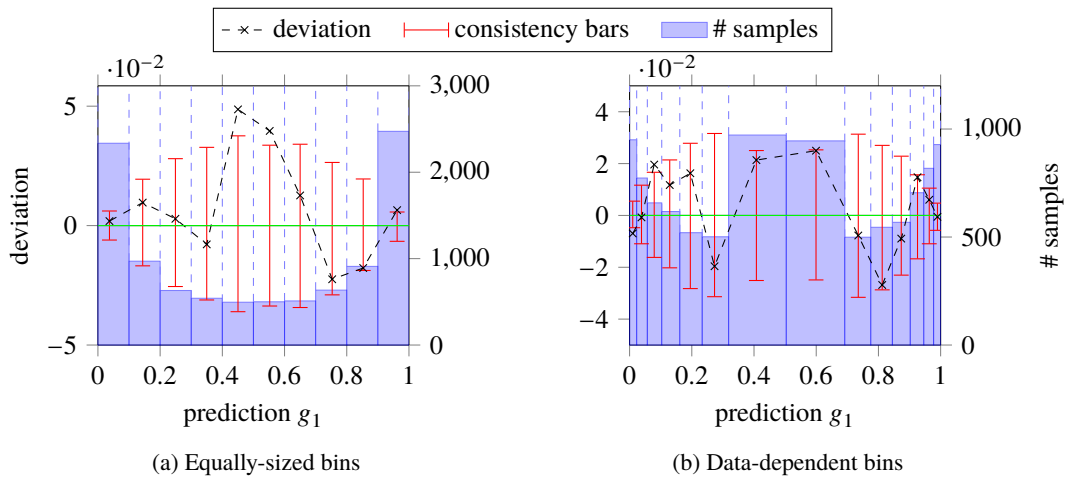 deviation consistency bars # samples
·10⁻² ·10⁻²
5
0
−5
deviation
3,000
2,000
1,000
0
0 0.2 0.4 0.6 0.8 1
prediction g₁
(a) Equally-sized bins
4
2
0
−2
−4
1,000
500
0
# samples
0 0.2 0.4 0.6 0.8 1
prediction g₁
(b) Data-dependent bins